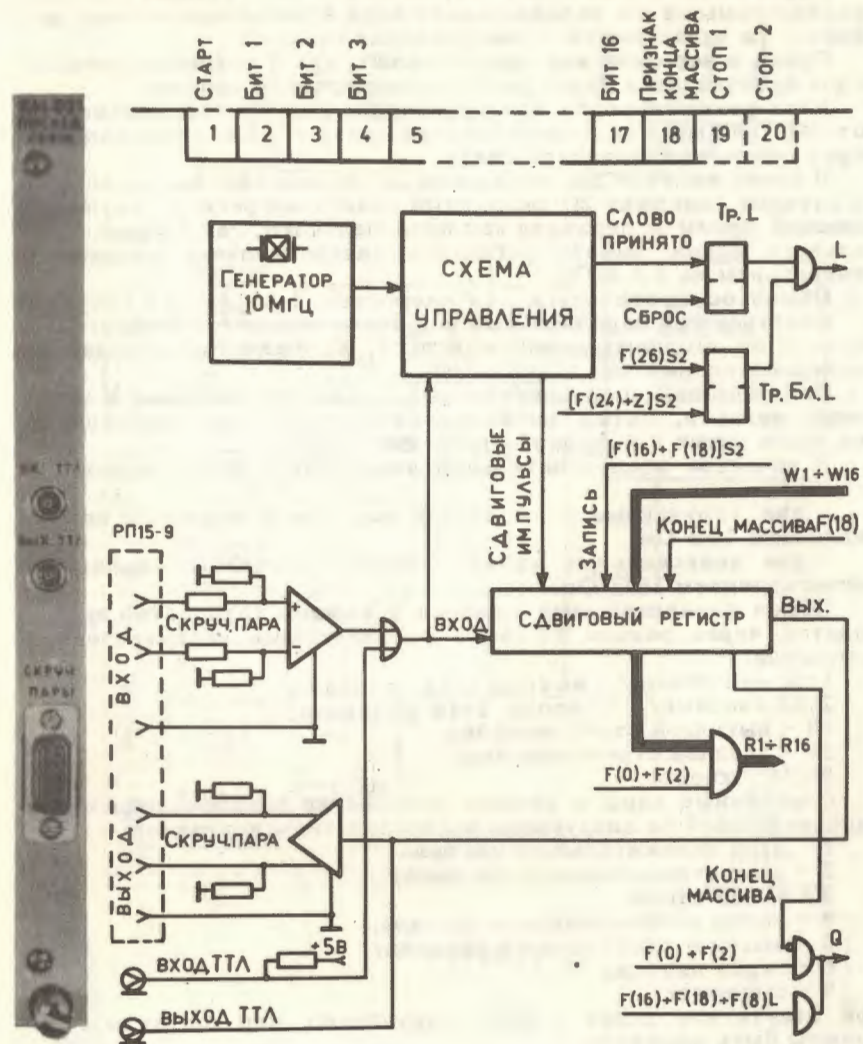 СТАРТ
БИТ 1
БИТ 2
БИТ 3
БИТ 16
ПРИЗНАК КОНЦА МАССИВА
СТОП 1
СТОП 2
1 2 3 4 5 17 18 19 20
ГЕНЕРАТОР
10МГц
СХЕМА
УПРАВЛЕНИЯ
СЛОВО
ПРИНЯТО
СБРОС
Тр. L
L
F(26)S2
[F(24)+Z]S2
Тр. Бл. L
СДВИГОВЫЕ
ИМПУЛЬСЫ
ЗАПИСЬ
[F(16)+F(18)]S2
W1÷W16
КОНЕЦ МАССИВА F(18)
ВХОД
СДВИГОВЫЙ РЕГИСТР
ВЫХ.
R1÷R16
F(0)+F(2)
КОНЕЦ
МАССИВА
F(0)+F(2)
Q
F(16)+F(18)+F(8)L
РП15-9
ВХОД
СКРУЧ. ПАРА
+
-
ВЫХОД
СКРУЧ. ПАРА
+5В
ВХОД ТТЛ
ВЫХОД ТТЛ
ВЫХ ТТЛ
СКРУЧ
ПАРЫ